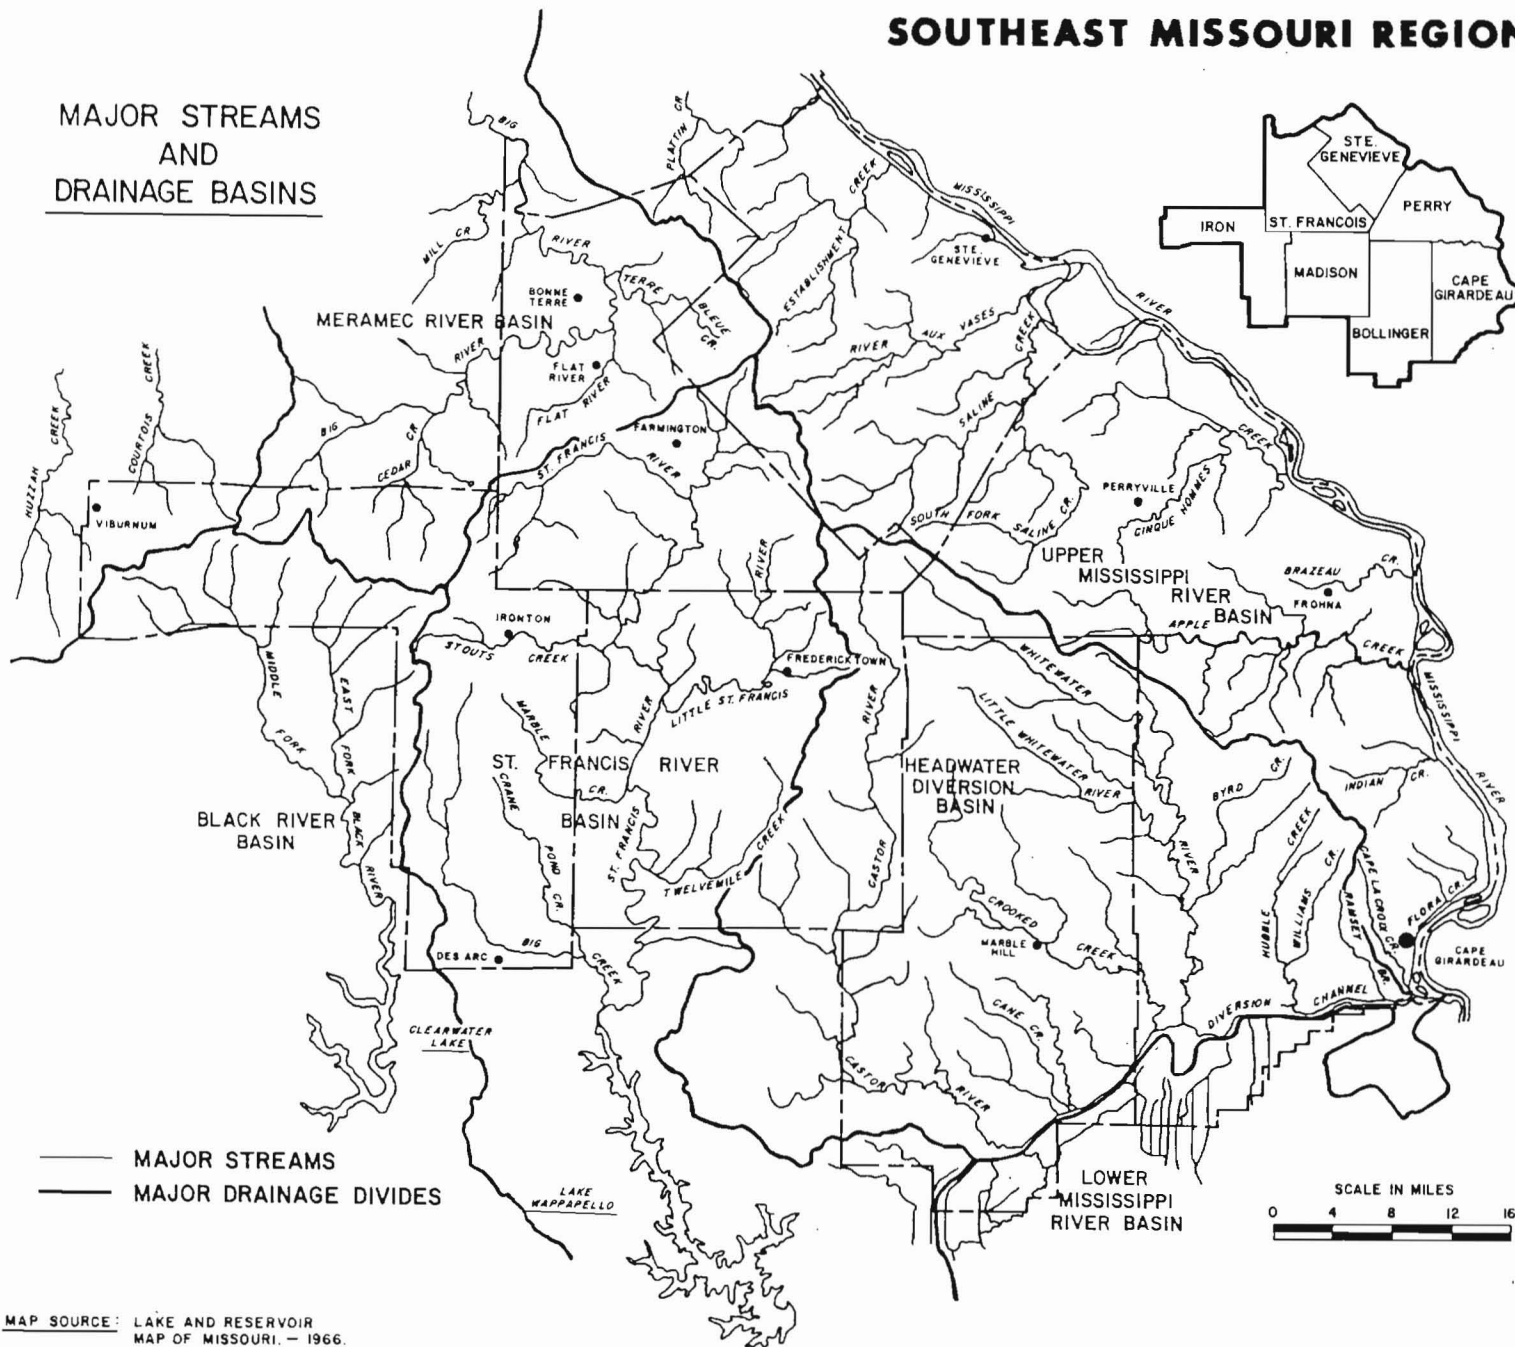 SOUTHEAST MISSOURI REGION
MAJOR STREAMS
AND
DRAINAGE BASINS
STE.
GENEVIEVE
PERRY
IRON
ST. FRANCOIS
MADISON
CAPE
GIRARDEAU
BOLLINGER
BIG
RIVER
PLATTIN CR
MILL CR
TERRE BLEUE CR.
BONNE
TERRE
MERAMEC RIVER BASIN
RIVER
FLAT
RIVER
FLAT RIVER
ESTABLISHMENT CREEK
MISSISSIPPI
RIVER
STE.
GENEVIEVE
RIVER AUX VASES
SALINE CREEK
HUZZAH CREEK
COURTOIS CREEK
BIG
CEDAR CR
ST. FRANCIS RIVER
FARMINGTON
VIBURNUM
SOUTH FORK
SALINE CR.
PERRYVILLE
CINQUE HOMMES
CREEK
UPPER
MISSISSIPPI
RIVER
BASIN
BRAZEAU CR.
FROHNA
APPLE
CREEK
RIVER
IRONTON
STOUTS CREEK
FREDERICKTOWN
LITTLE ST. FRANCIS
RIVER
MIDDLE FORK
EAST FORK
BLACK RIVER
MARBLE
CR.
CRANE
POND CR.
ST. FRANCIS RIVER
BASIN
ST. FRANCIS
TWELVEMILE CREEK
CASTOR
RIVER
BLACK RIVER
BASIN
WHITEWATER
RIVER
LITTLE WHITEWATER
RIVER
HEADWATER
DIVERSION
BASIN
BYRD CR.
INDIAN CR.
MISSISSIPPI
RIVER
HUBBLE CREEK
WILLIAMS CR.
RAMSEY BR.
CAPE LA CROIX CR.
FLORA CR.
CAPE
GIRARDEAU
CROOKED
CREEK
MARBLE
HILL
DES ARC
BIG
CREEK
CANE CR.
DIVERSION CHANNEL
CLEARWATER
LAKE
CASTOR
RIVER
MAJOR STREAMS
MAJOR DRAINAGE DIVIDES
LAKE
WAPPAPELLO
LOWER
MISSISSIPPI
RIVER BASIN
SCALE IN MILES
0 4 8 12 16
MAP SOURCE: LAKE AND RESERVOIR
MAP OF MISSOURI. – 1966.